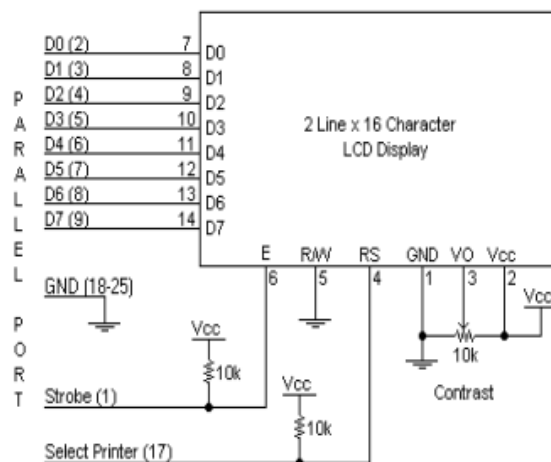 D0 (2) 7 D0
D1 (3) 8 D1
D2 (4) 9 D2
D3 (5) 10 D3
D4 (6) 11 D4
D5 (7) 12 D5
D6 (8) 13 D6
D7 (9) 14 D7
PARALLEL PORT
2 Line x 16 Character
LCD Display
E R/W RS GND VO Vcc
6 5 4 1 3 2
GND (18-25)
Vcc
10k
Vcc
10k
Vcc
10k
Contrast
Strobe (1)
Select Printer (17)